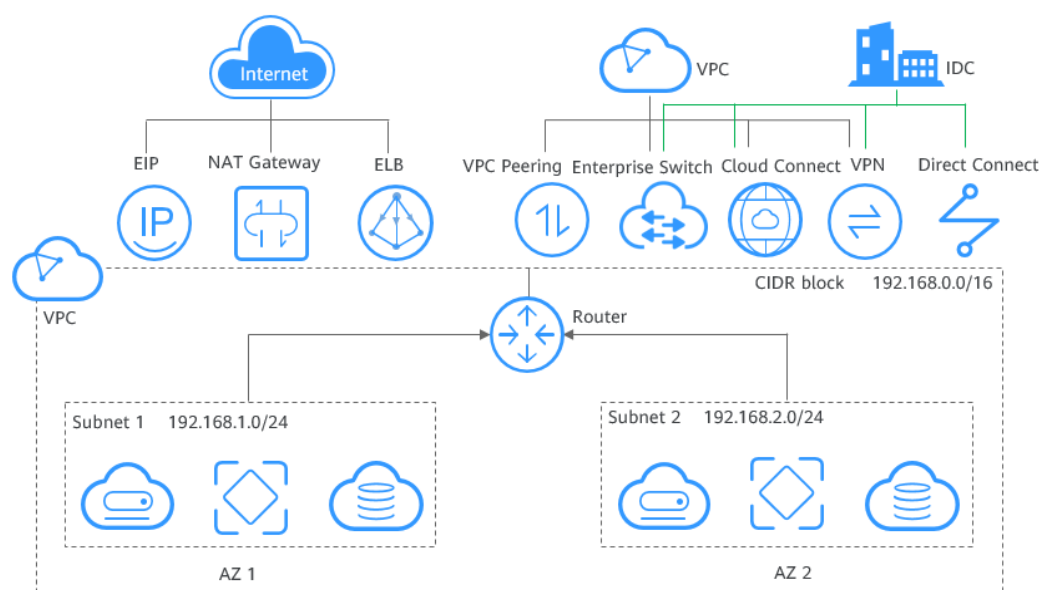 Internet
VPC
IDC
EIP
NAT Gateway
ELB
VPC Peering
Enterprise Switch
Cloud Connect
VPN
Direct Connect
IP
VPC
CIDR block 192.168.0.0/16
Router
Subnet 1 192.168.1.0/24
Subnet 2 192.168.2.0/24
AZ 1
AZ 2